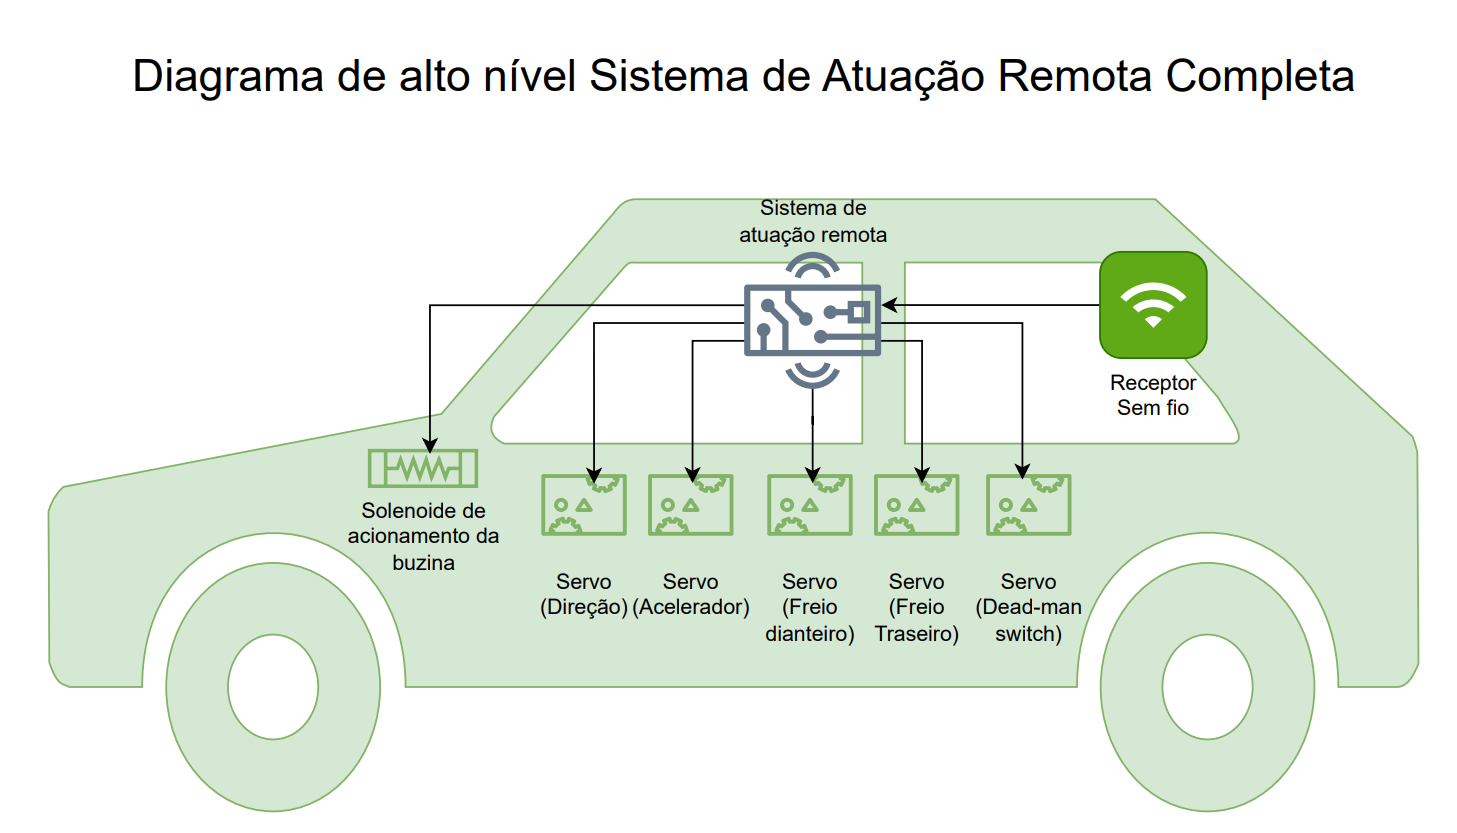 Diagrama de alto nível Sistema de Atuação Remota Completa
Sistema de
atuação remota
Receptor
Sem fio
Solenoide de
acionamento da
buzina
Servo
(Direção)
Servo
(Acelerador)
Servo
(Freio
dianteiro)
Servo
(Freio
Traseiro)
Servo
(Dead-man
switch)